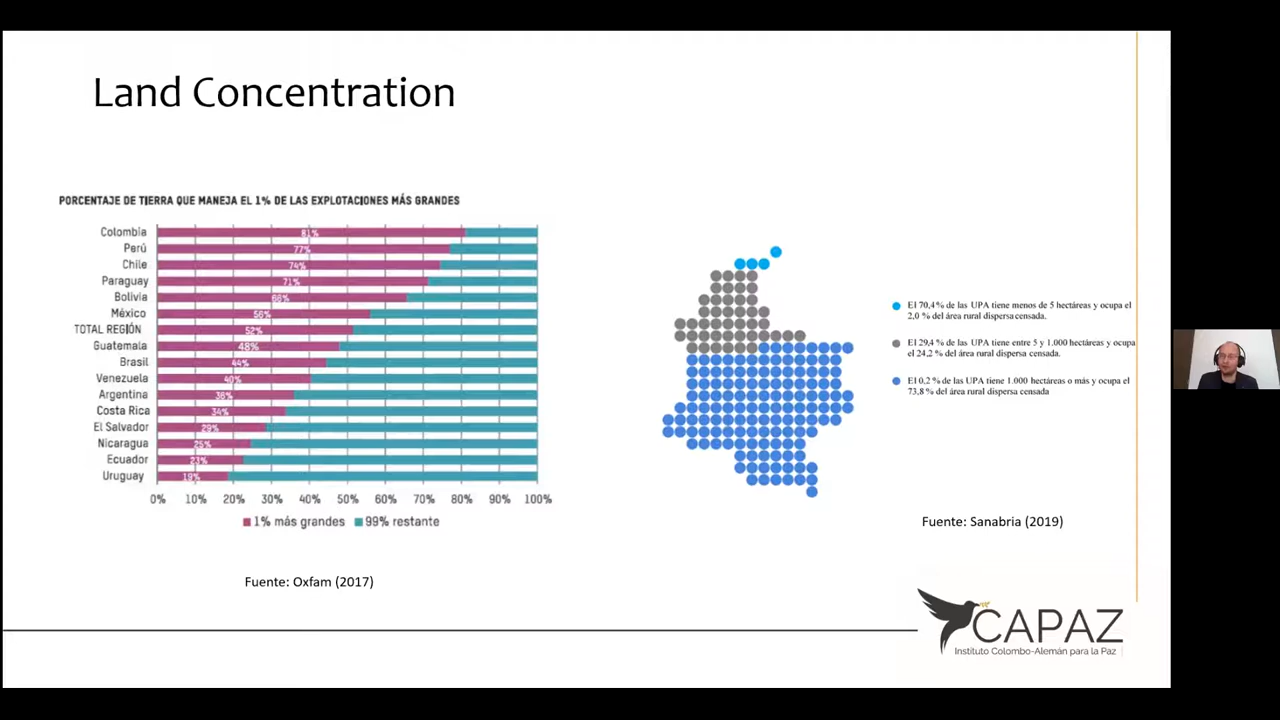 Land Concentration
PORCENTAJE DE TIERRA QUE MANEJA EL 1% DE LAS EXPLOTACIONES MÁS GRANDES
Colombia 81%
Perú 77%
Chile 74%
Paraguay 71%
Bolivia 66%
México 56%
TOTAL REGIÓN 52%
Guatemala 48%
Brasil 44%
Venezuela 40%
Argentina 36%
Costa Rica 34%
El Salvador 29%
Nicaragua 25%
Ecuador 23%
Uruguay 18%
0% 10% 20% 30% 40% 50% 60% 70% 80% 90% 100%
1% más grandes 99% restante
Fuente: Oxfam (2017)
El 70,4% de las UPA tiene menos de 5 hectáreas y ocupa el
2,0 % del área rural dispersa censada.
El 29,4 % de las UPA tiene entre 5 y 1.000 hectáreas y ocupa
el 24,2 % del área rural dispersa censada.
El 0,2 % de las UPA tiene 1.000 hectáreas o más y ocupa el
73,8 % del área rural dispersa censada
Fuente: Sanabria (2019)
CAPAZ
Instituto Colombo-Alemán para la Paz